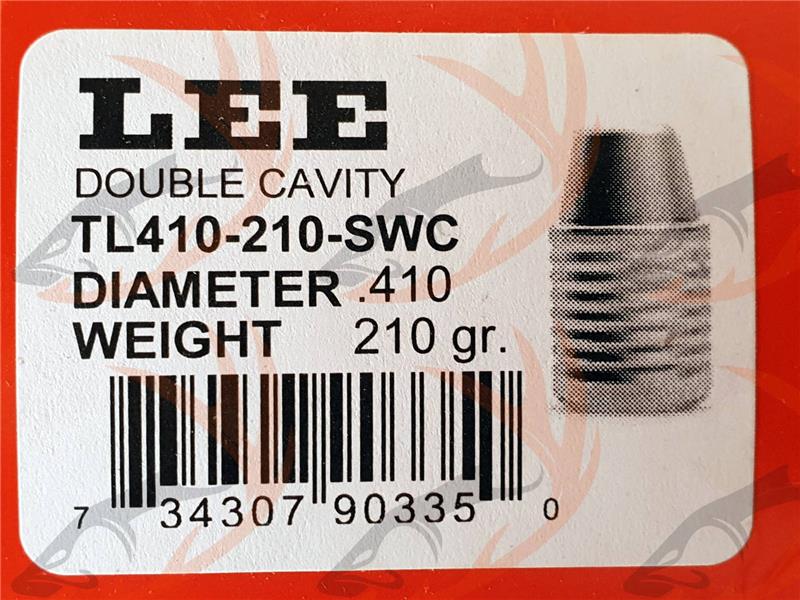 LEE
DOUBLE CAVITY
TL410-210-SWC
DIAMETER .410
WEIGHT 210 gr.
7 34307 90335 0